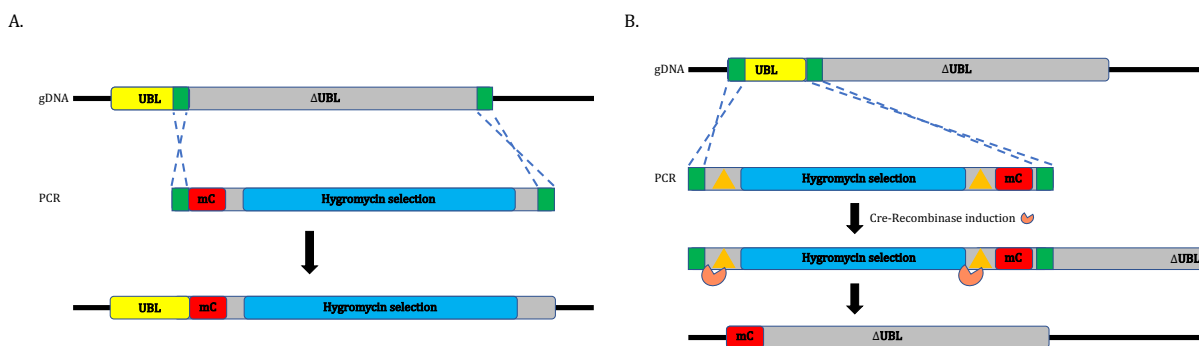 A.
gDNA UBL ΔUBL
PCR mC Hygromycin selection
UBL mC Hygromycin selection
B.
gDNA UBL ΔUBL
PCR Hygromycin selection mC
Cre-Recombinase induction
Hygromycin selection mC ΔUBL
mC ΔUBL